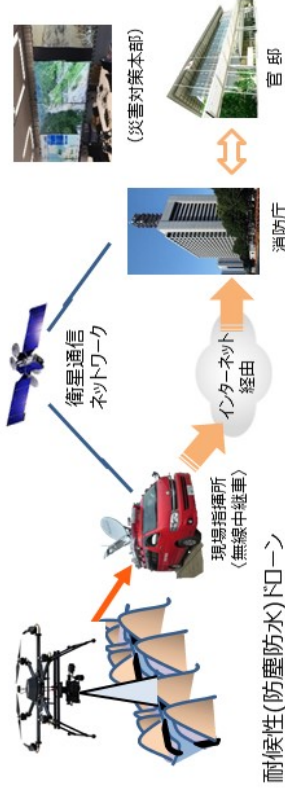 耐候性(防塵防水)ドローン
現場指揮所
〈無線中継車〉
衛星通信
ネットワーク
インターネット
経由
消防庁
(災害対策本部)
官 邸